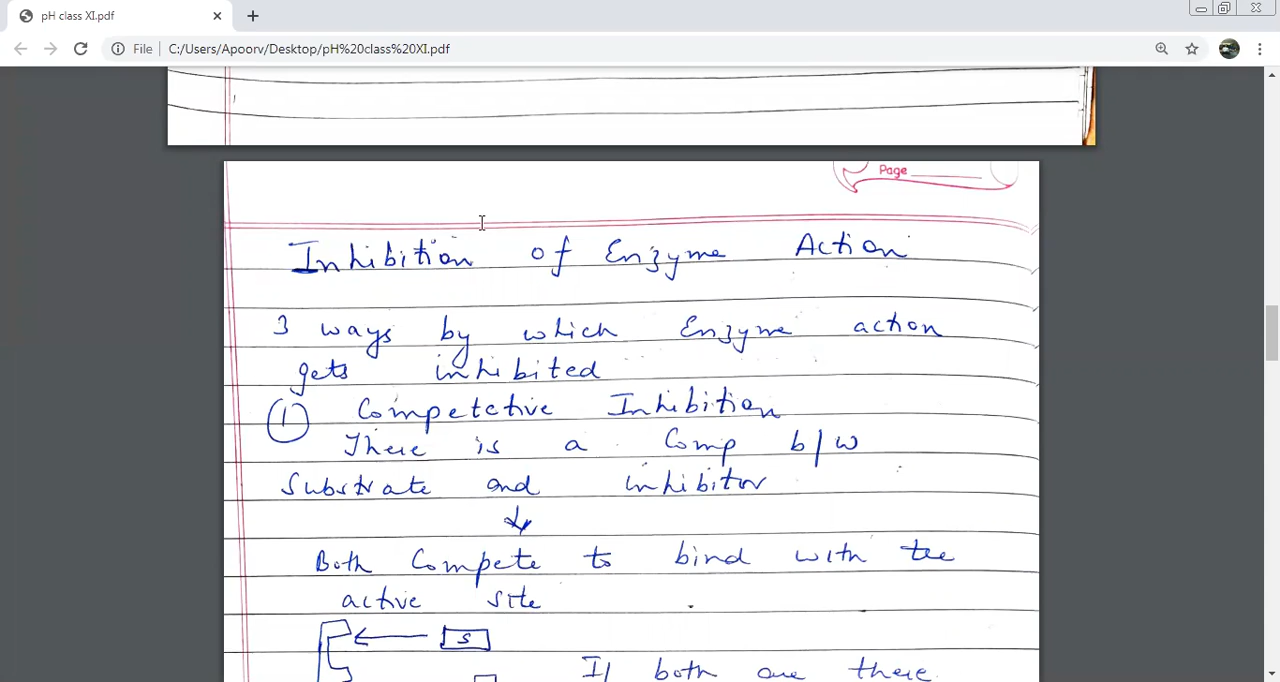 pH class XI.pdf
File C:/Users/Apoorv/Desktop/pH%20class%20XI.pdf
Page
Inhibition of Enzyme Action
3 ways by which Enzyme action
gets inhibited
1 Competctive Inhibition
There is a Comp b/w
Substrate and inhibitor
Both Compete to bind with the
active site
S
If both are there